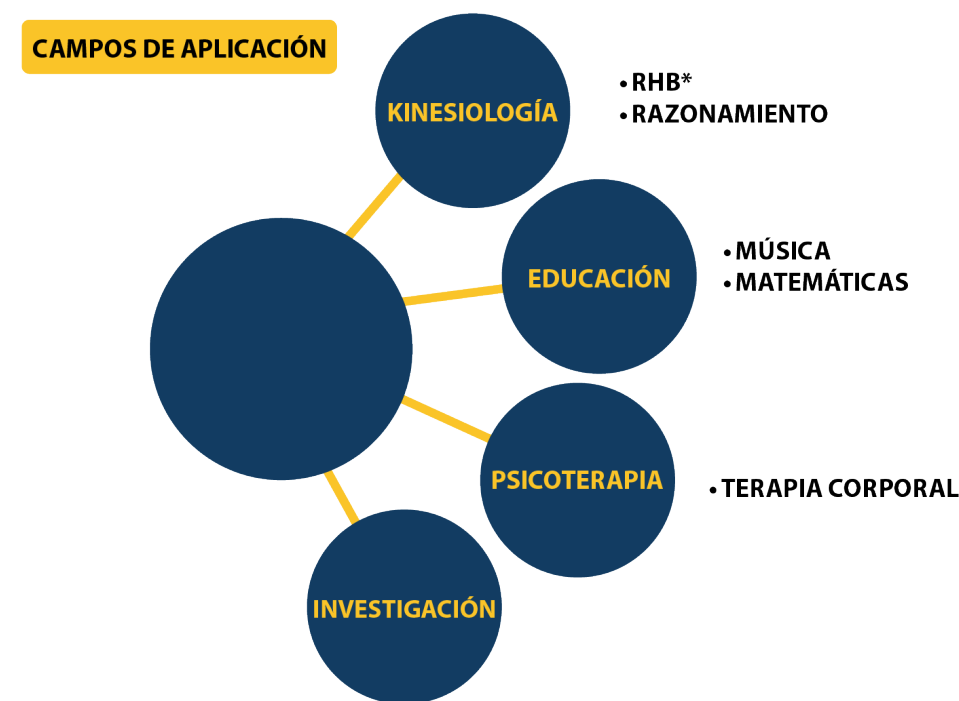 CAMPOS DE APLICACIÓN
KINESIOLOGÍA
• RHB*
• RAZONAMIENTO
EDUCACIÓN
• MÚSICA
• MATEMÁTICAS
PSICOTERAPIA
• TERAPIA CORPORAL
INVESTIGACIÓN